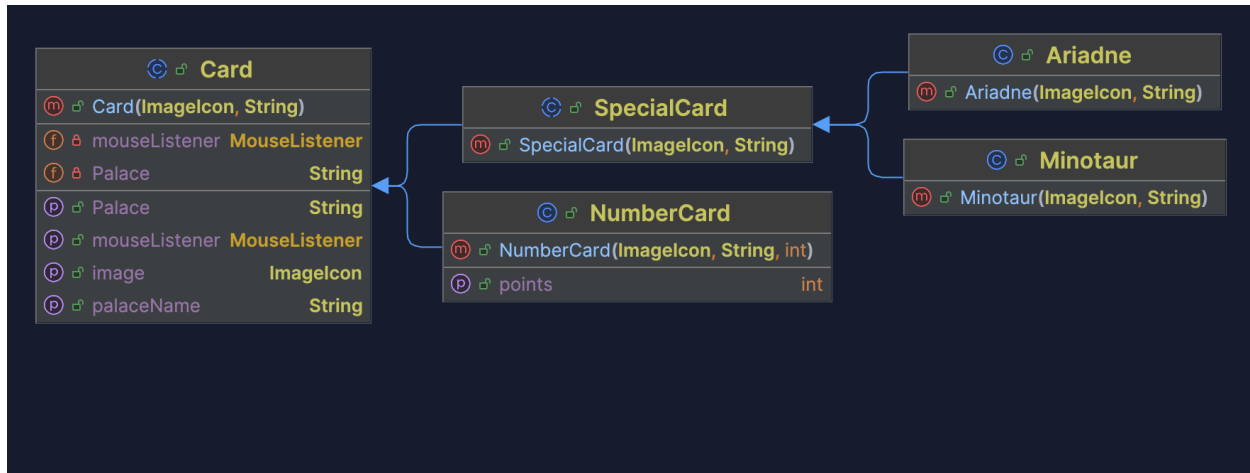 Card
Card(ImageIcon, String)
mouseListener MouseListener
Palace String
Palace String
mouseListener MouseListener
image ImageIcon
palaceName String
SpecialCard
SpecialCard(ImageIcon, String)
NumberCard
NumberCard(ImageIcon, String, int)
points int
Ariadne
Ariadne(ImageIcon, String)
Minotaur
Minotaur(ImageIcon, String)